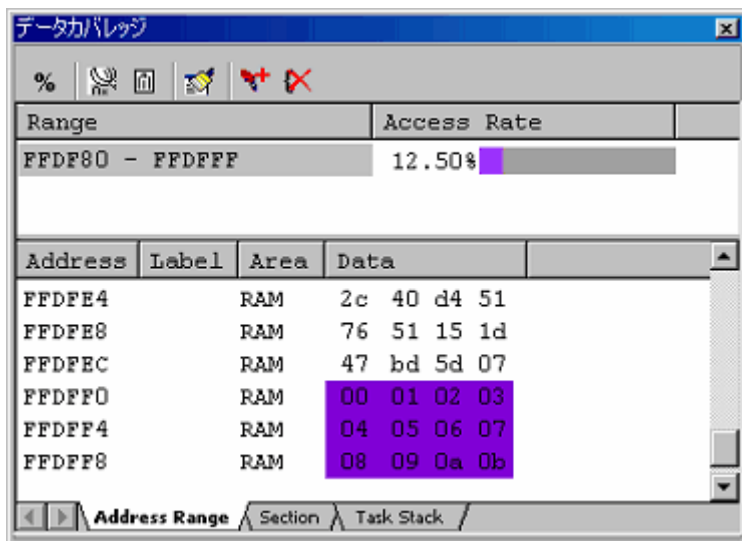 データカバレッジ
%
Range Access Rate
FFDF80 - FFDFFF 12.50%
Address Label Area Data
FFDFE4 RAM 2c 40 d4 51
FFDFE8 RAM 76 51 15 1d
FFDFEC RAM 47 bd 5d 07
FFDFF0 RAM 00 01 02 03
FFDFF4 RAM 04 05 06 07
FFDFF8 RAM 08 09 0a 0b
Address Range Section Task Stack